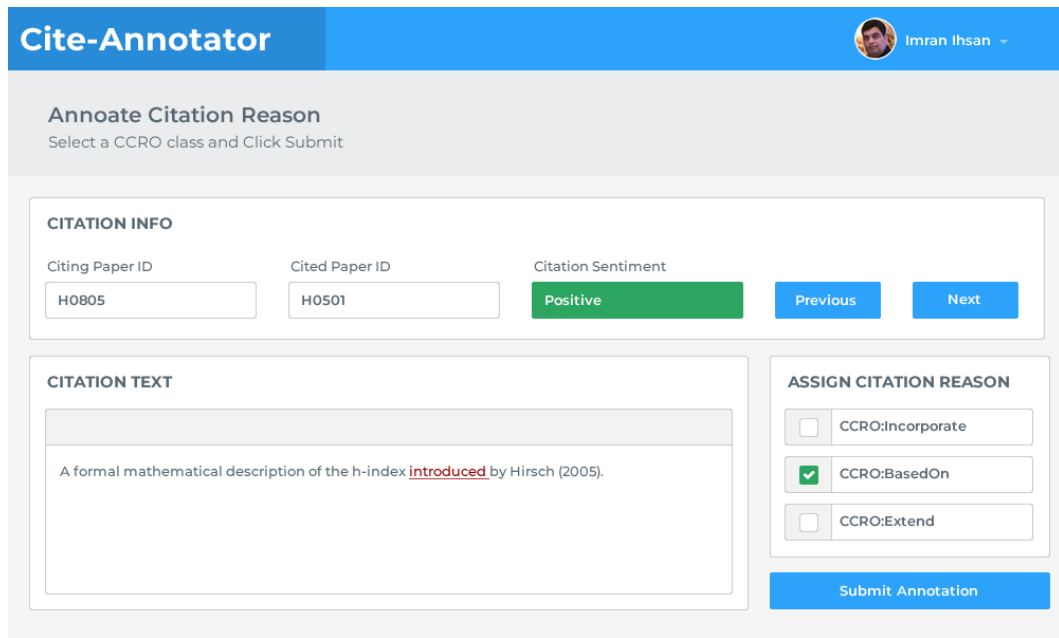 Cite-Annotator
Imran Ihsan
Annoate Citation Reason
Select a CCRO class and Click Submit
CITATION INFO
Citing Paper ID
Cited Paper ID
Citation Sentiment
H0805
H0501
Positive
Previous
Next
CITATION TEXT
A formal mathematical description of the h-index introduced by Hirsch (2005).
ASSIGN CITATION REASON
CCRO:Incorporate
CCRO:BasedOn
CCRO:Extend
Submit Annotation